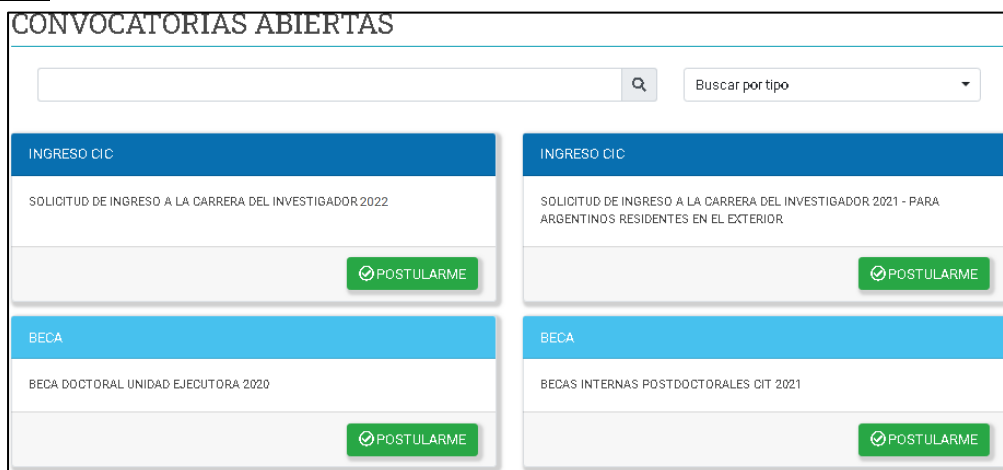 CONVOCATORIAS ABIERTAS
Buscar por tipo
INGRESO CIC
SOLICITUD DE INGRESO A LA CARRERA DEL INVESTIGADOR 2022
POSTULARME
INGRESO CIC
SOLICITUD DE INGRESO A LA CARRERA DEL INVESTIGADOR 2021 - PARA
ARGENTINOS RESIDENTES EN EL EXTERIOR
POSTULARME
BECA
BECA DOCTORAL UNIDAD EJECUTORA 2020
POSTULARME
BECA
BECAS INTERNAS POSTDOCTORALES CIT 2021
POSTULARME